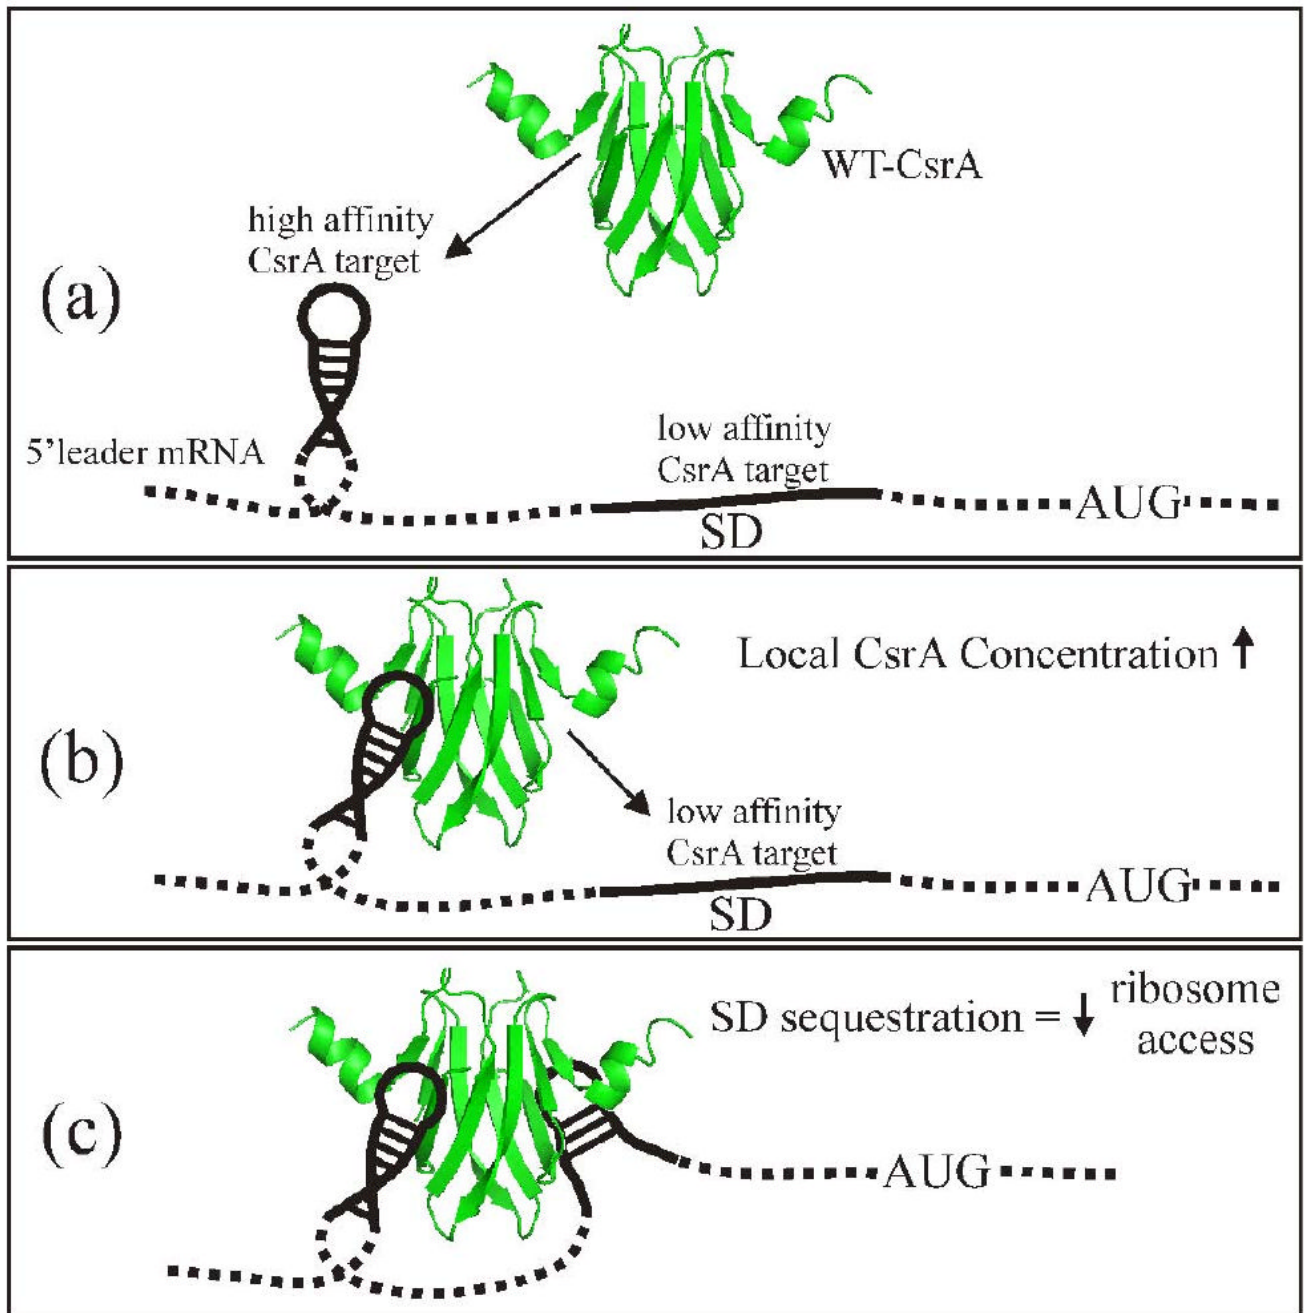 (a)
WT-CsrA
high affinity
CsrA target
5’leader mRNA
low affinity
CsrA target
SD
AUG
(b)
Local CsrA Concentration ↑
low affinity
CsrA target
SD
AUG
(c)
SD sequestration = ↓ ribosome
access
AUG